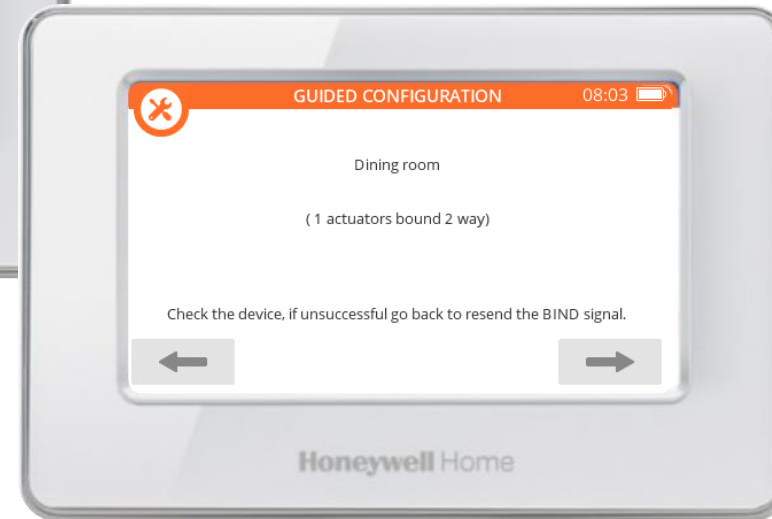 GUIDED CONFIGURATION 08:03
Dining room
( 1 actuators bound 2 way)
Check the device, if unsuccessful go back to resend the BIND signal.
Honeywell Home